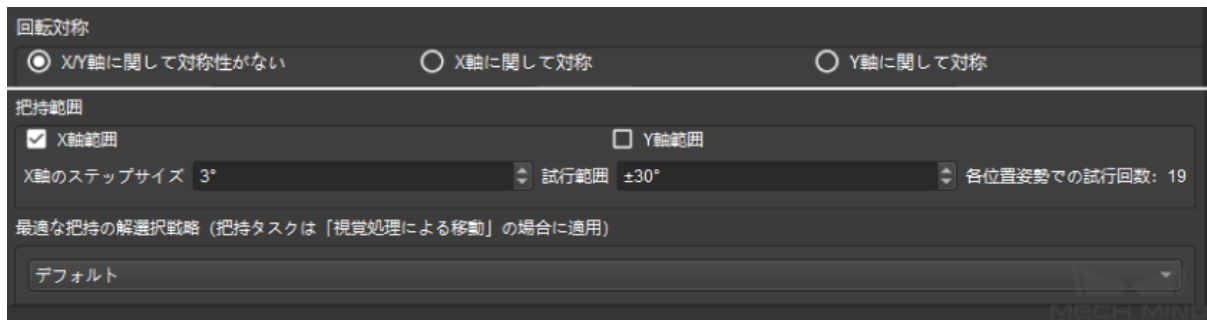 回転対称
X/Y軸に関して対称性がない X軸に関して対称 Y軸に関して対称
把持範囲
X軸範囲 Y軸範囲
X軸のステップサイズ 3° 試行範囲 ±30° 各位置姿勢での試行回数: 19
最適な把持の解選択戦略（把持タスクは「視覚処理による移動」の場合に適用）
デフォルト
MECH MIND